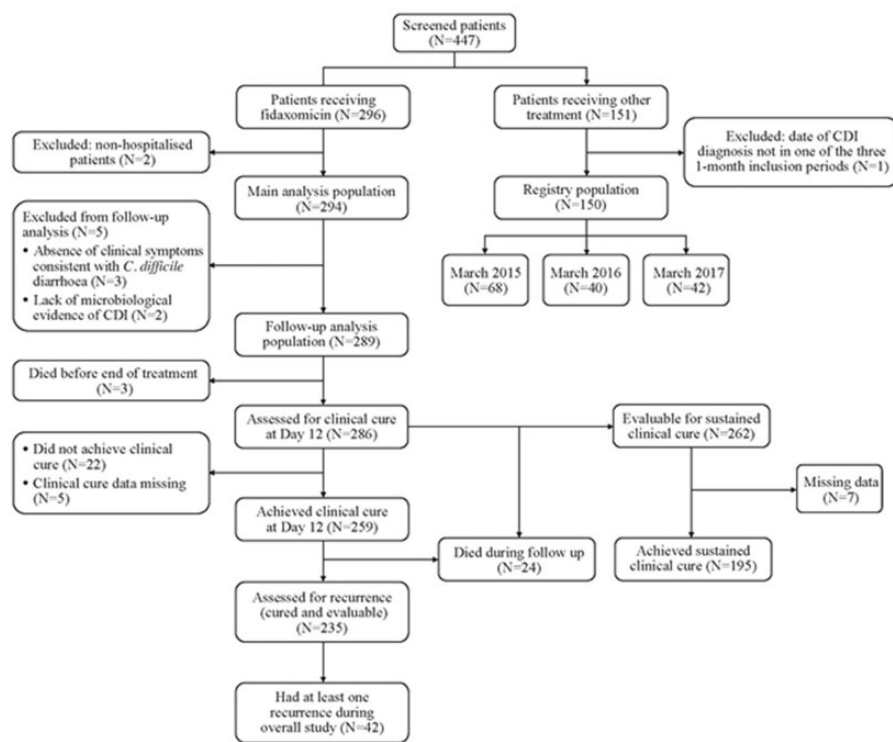 Screened patients
(N=447)
Patients receiving
fidaxomicin (N=296)
Patients receiving other
treatment (N=151)
Excluded: non-hospitalised
patients (N=2)
Excluded: date of CDI
diagnosis not in one of the three
1-month inclusion periods (N=1)
Main analysis population
(N=294)
Registry population
(N=150)
Excluded from follow-up
analysis (N=5)
• Absence of clinical symptoms
consistent with C. difficile
diarrhoea (N=3)
• Lack of microbiological
evidence of CDI (N=2)
March 2015
(N=68)
March 2016
(N=40)
March 2017
(N=42)
Follow-up analysis
population (N=289)
Died before end of treatment
(N=3)
Assessed for clinical cure
at Day 12 (N=286)
Evaluable for sustained
clinical cure (N=262)
• Did not achieve clinical
cure (N=22)
• Clinical cure data missing
(N=5)
Missing data
(N=7)
Achieved clinical cure
at Day 12 (N=259)
Died during follow up
(N=24)
Achieved sustained
clinical cure (N=195)
Assessed for recurrence
(cured and evaluable)
(N=235)
Had at least one
recurrence during
overall study (N=42)